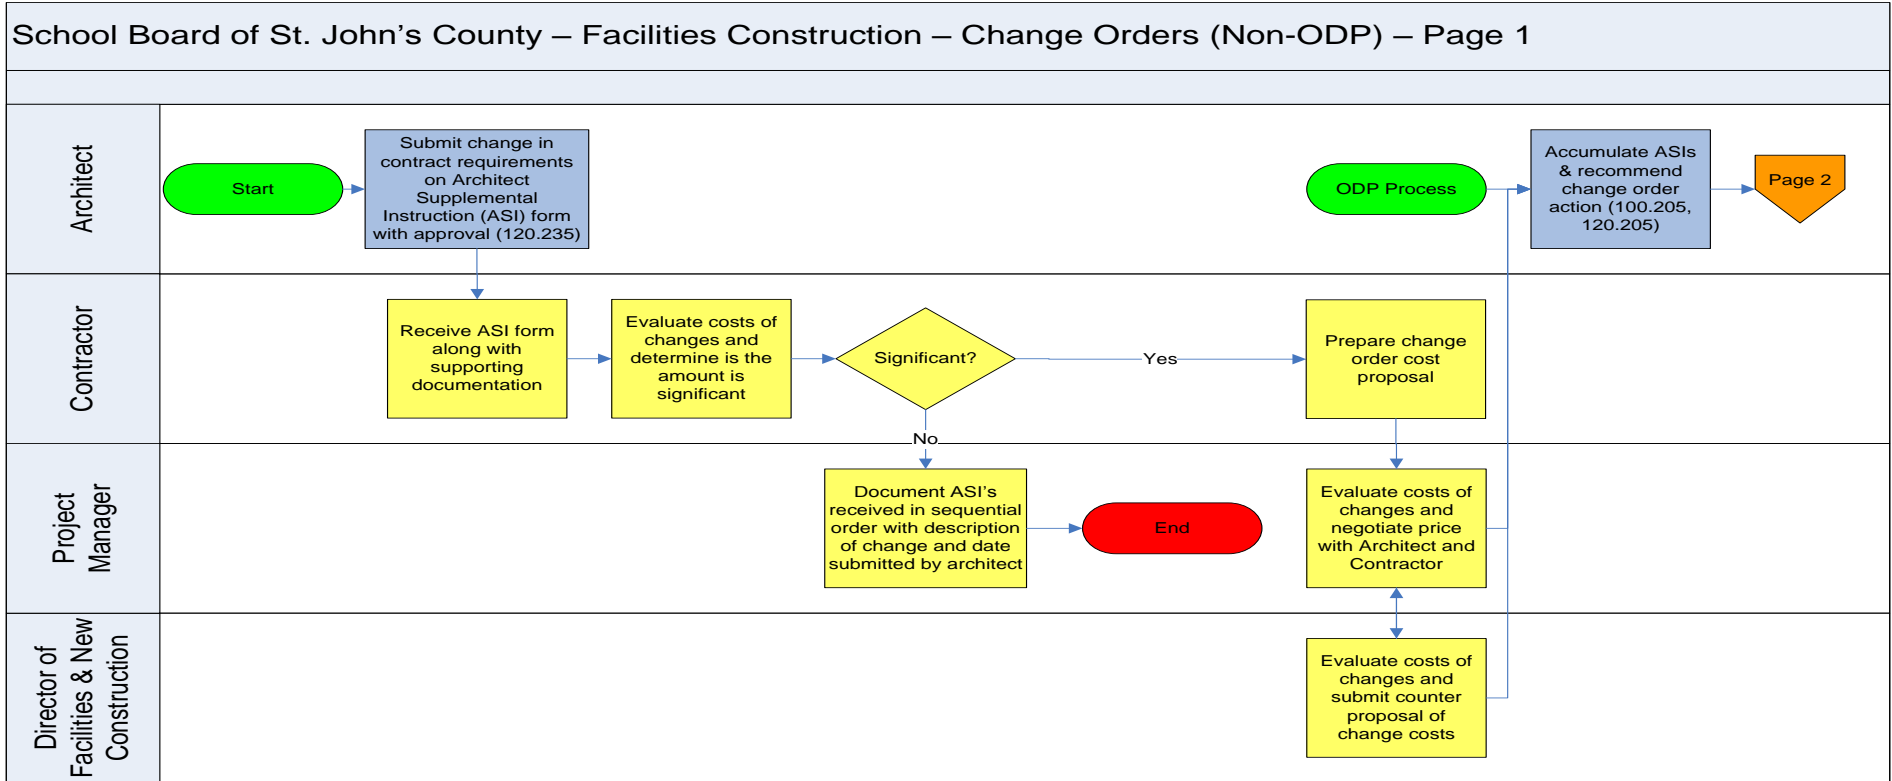 School Board of St. John's County – Facilities Construction – Change Orders (Non-ODP) – Page 1
Architect
Start
Submit change in
contract requirements
on Architect
Supplemental
Instruction (ASI) form
with approval (120.235)
ODP Process
Accumulate ASIs
& recommend
change order
action (100.205,
120.205)
Page 2
Contractor
Receive ASI form
along with
supporting
documentation
Evaluate costs of
changes and
determine is the
amount is
significant
Significant?
Yes
No
Prepare change
order cost
proposal
Project
Manager
Document ASI's
received in sequential
order with description
of change and date
submitted by architect
End
Evaluate costs of
changes and
negotiate price
with Architect and
Contractor
Director of
Facilities & New
Construction
Evaluate costs of
changes and
submit counter
proposal of
change costs